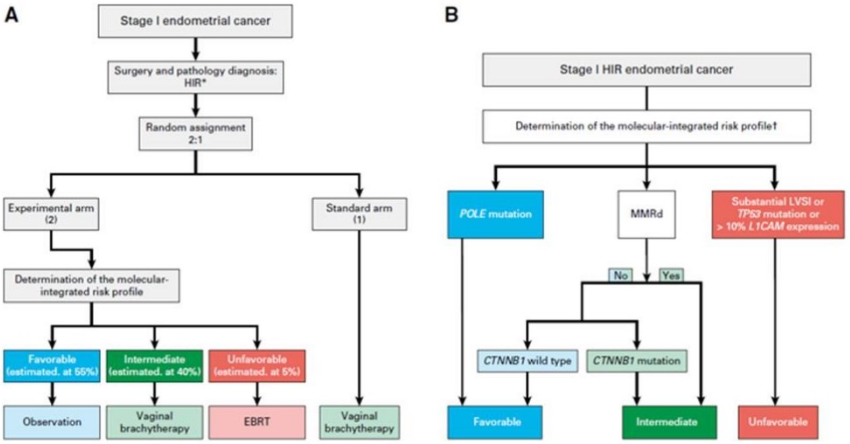 A
Stage I endometrial cancer
Surgery and pathology diagnosis:
HIR*
Random assignment
2:1
Experimental arm
(2)
Standard arm
(1)
Determination of the molecular-
integrated risk profile
Favorable
(estimated. at 55%)
Intermediate
(estimated. at 40%)
Unfavorable
(estimated. at 5%)
Observation
Vaginal
brachytherapy
EBRT
Vaginal
brachytherapy
B
Stage I HIR endometrial cancer
Determination of the molecular-integrated risk profile†
POLE mutation
MMRd
Substantial LVSI or
TP53 mutation or
> 10% L1CAM expression
No
Yes
CTNNB1 wild type
CTNNB1 mutation
Favorable
Intermediate
Unfavorable